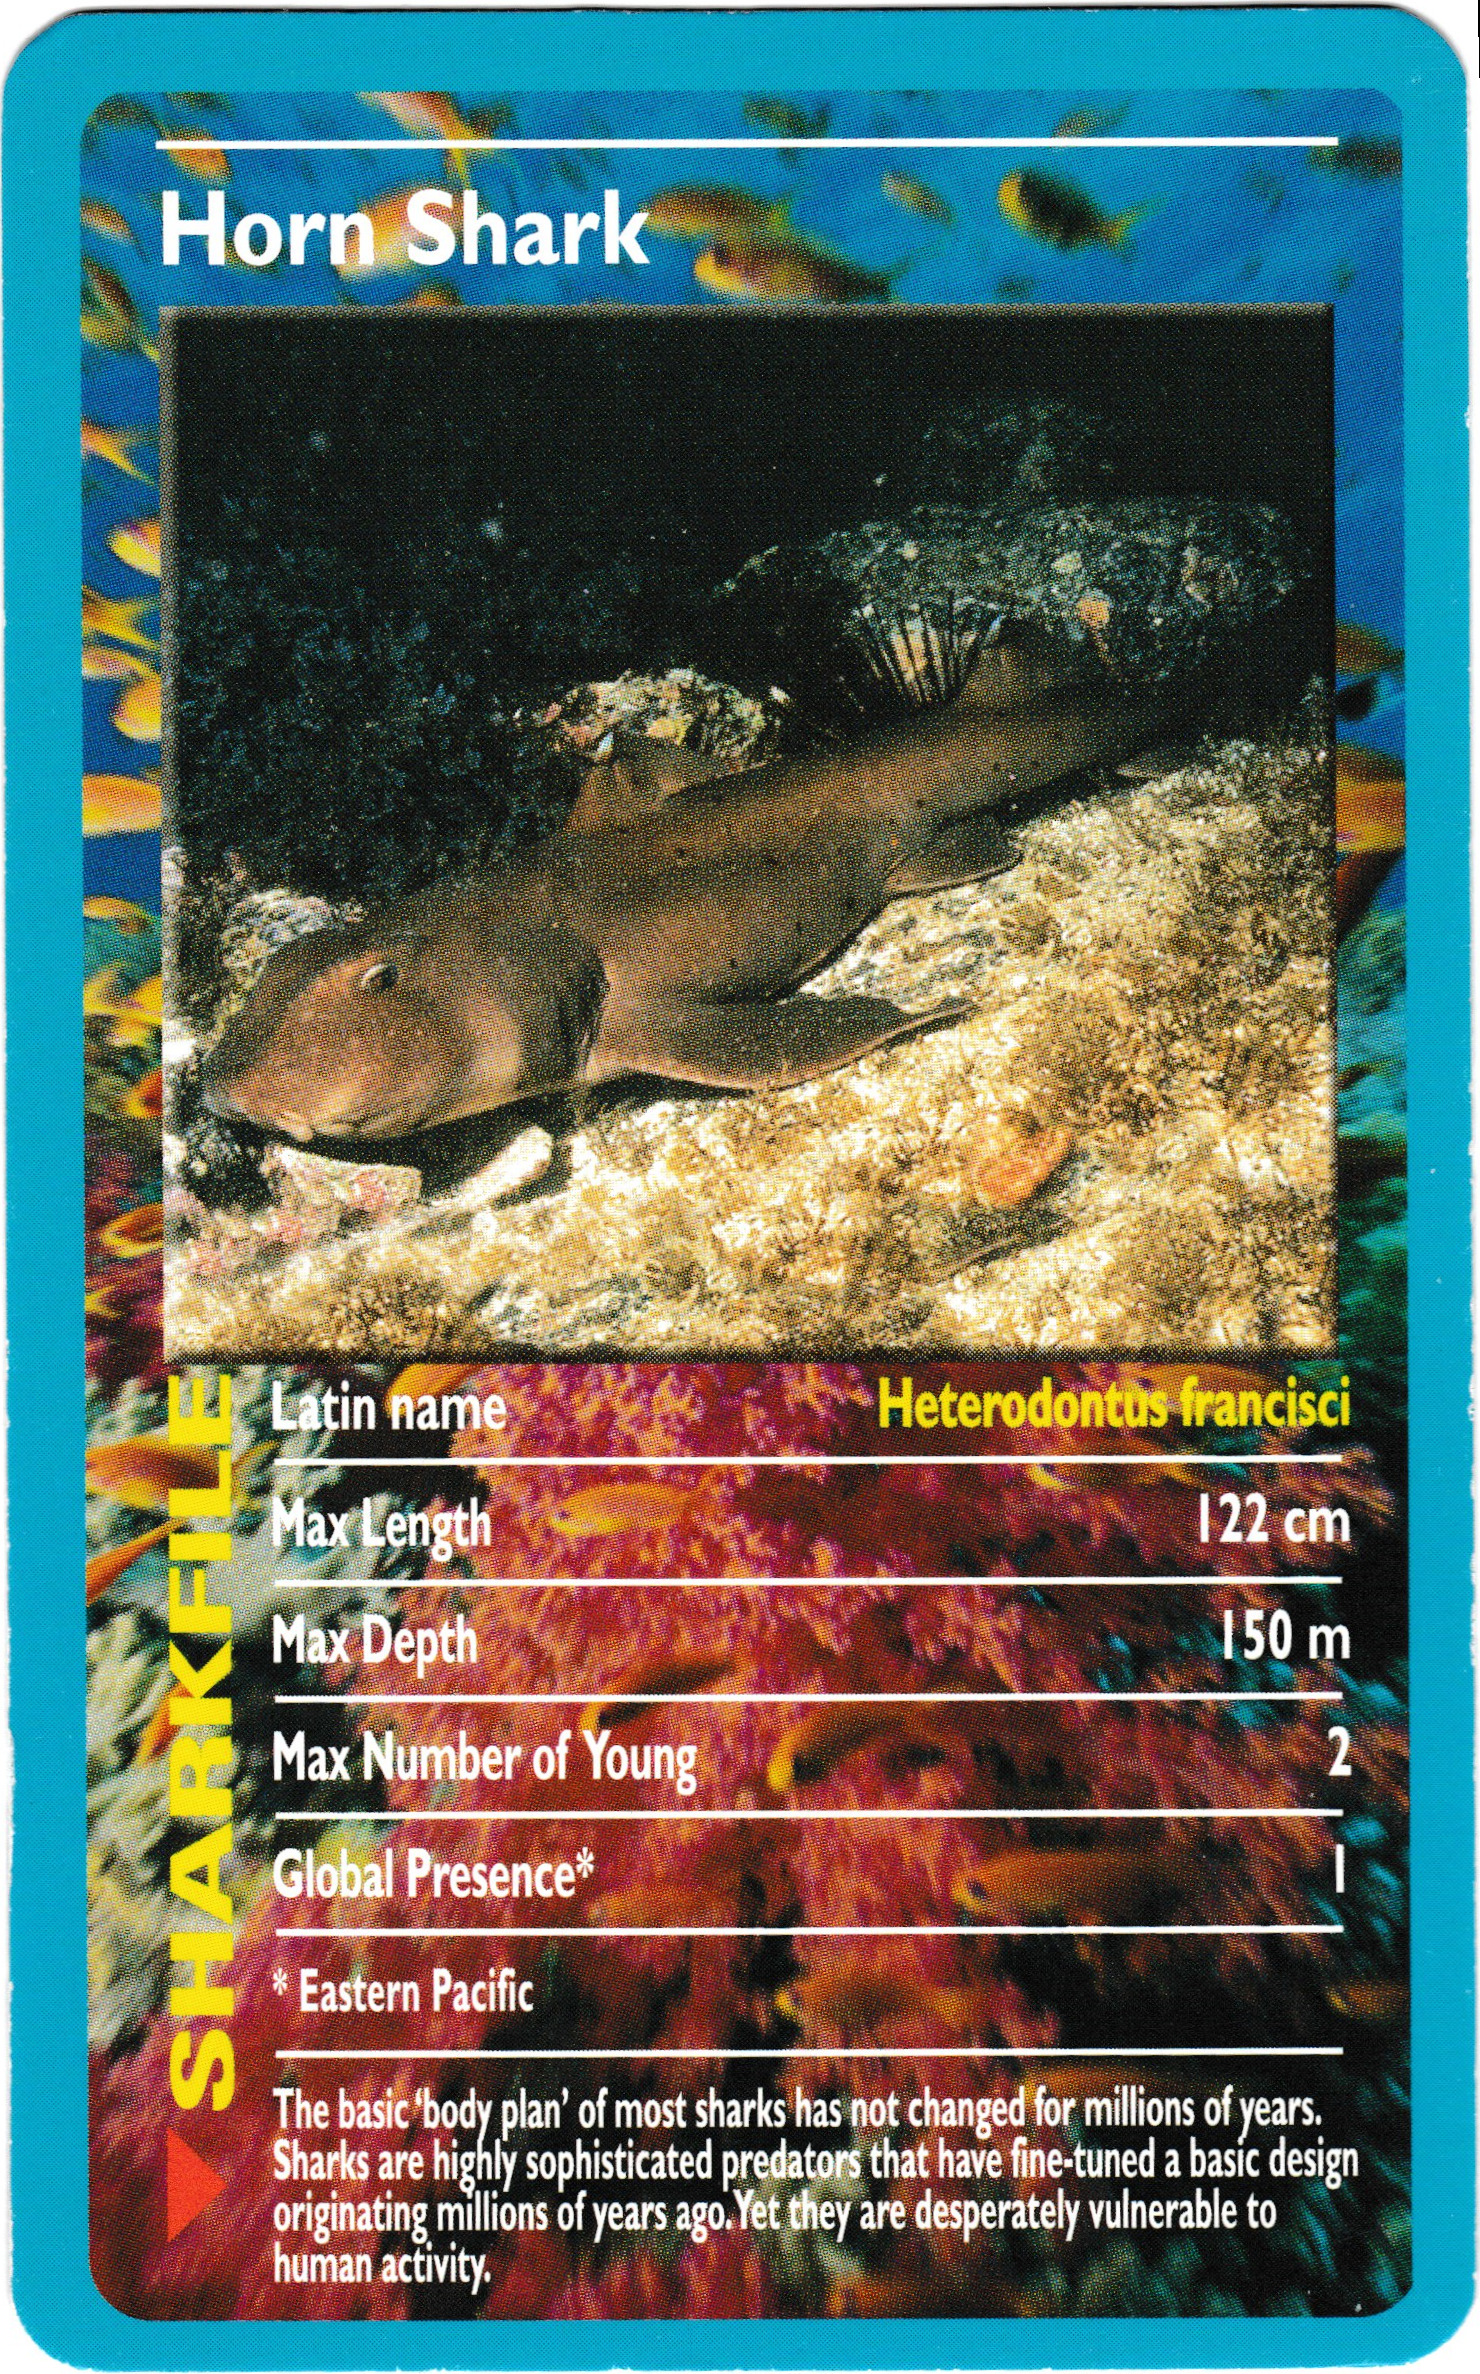 Horn Shark
SHARKFILE
Latin name Heterodontus francisci
Max Length 122 cm
Max Depth 150 m
Max Number of Young 2
Global Presence* 1
* Eastern Pacific
The basic ‘body plan’ of most sharks has not changed for millions of years.
Sharks are highly sophisticated predators that have fine-tuned a basic design
originating millions of years ago. Yet they are desperately vulnerable to
human activity.